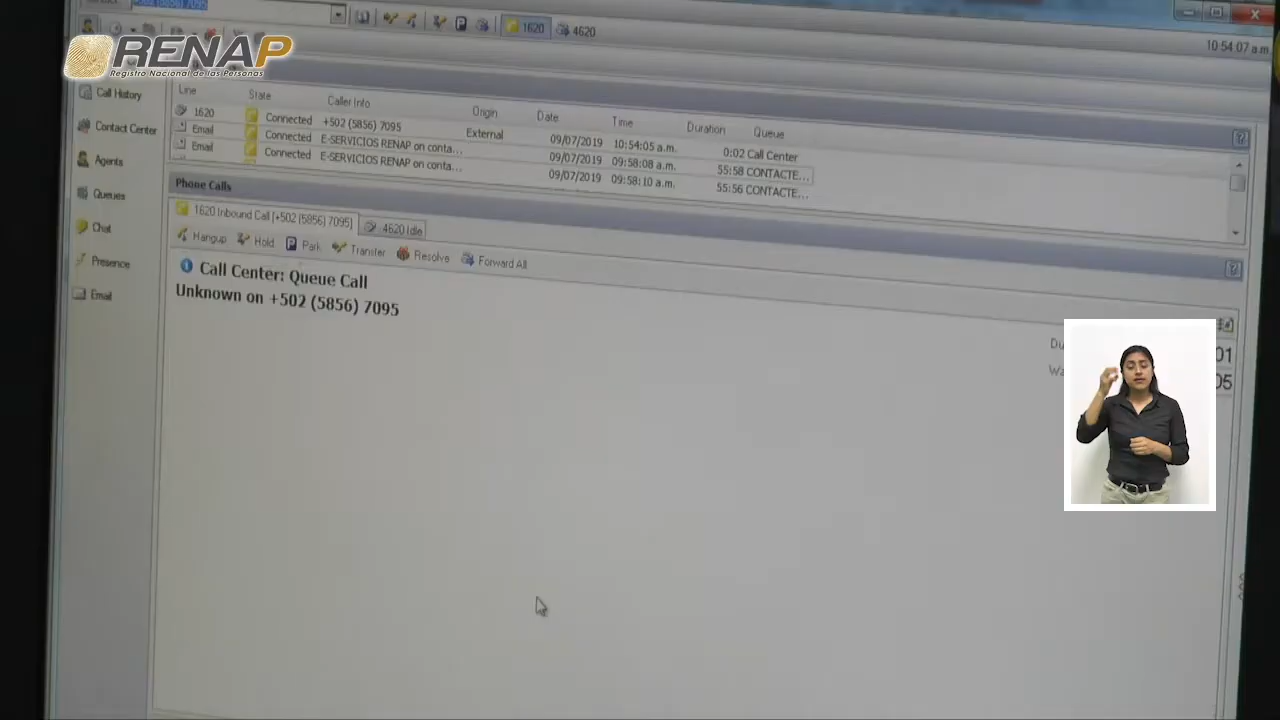 +502 (5856) 7095
1620
4620
10:54:07 a.m.
RENAP
Registro Nacional de las Personas
Call History
Contact Center
Agents
Queues
Chat
Presence
Email
Line State Caller Info Origin Date Time Duration Queue
1620 Connected +502 (5856) 7095 External 09/07/2019 10:54:05 a.m. 0:02 Call Center
Email Connected E-SERVICIOS RENAP on conta... 09/07/2019 09:58:08 a.m. 55:58 CONTACTE...
Email Connected E-SERVICIOS RENAP on conta... 09/07/2019 09:58:10 a.m. 55:56 CONTACTE...
Phone Calls
1620 Inbound Call [+502 (5856) 7095] 4620 Idle
Hangup Hold Park Transfer Resolve Forward All
Call Center: Queue Call
Unknown on +502 (5856) 7095
01
05